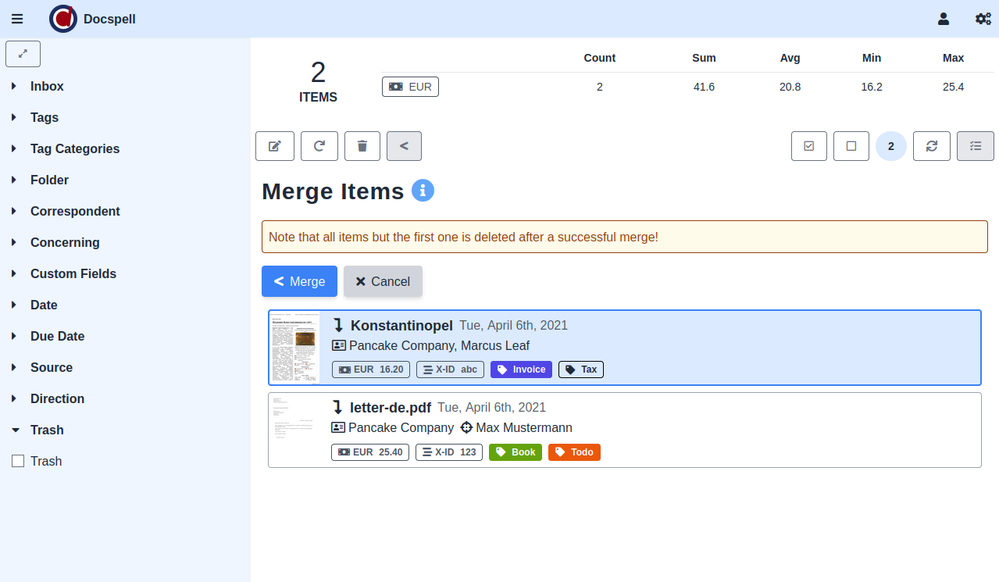 Docspell
Inbox
Tags
Tag Categories
Folder
Correspondent
Concerning
Custom Fields
Date
Due Date
Source
Direction
Trash
Trash
2
ITEMS
Count Sum Avg Min Max
EUR 2 41.6 20.8 16.2 25.4
2
Merge Items
Note that all items but the first one is deleted after a successful merge!
Merge Cancel
Konstantinopel Tue, April 6th, 2021
Pancake Company, Marcus Leaf
EUR 16.20 X-ID abc Invoice Tax
letter-de.pdf Tue, April 6th, 2021
Pancake Company Max Mustermann
EUR 25.40 X-ID 123 Book Todo